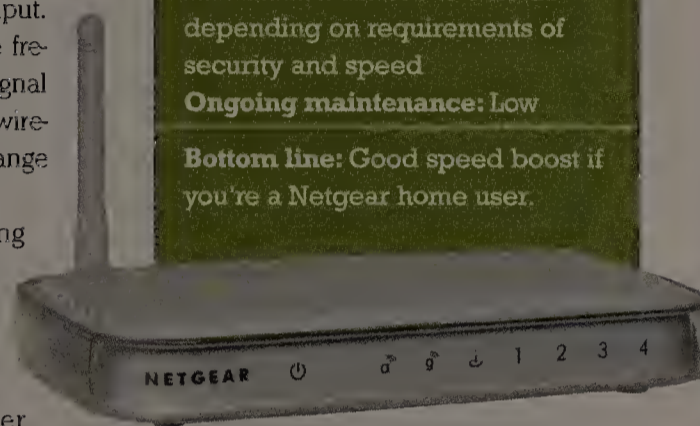 put.
fre-
gnal
wire-
ange
ng
er
depending on requirements of
security and speed
Ongoing maintenance: Low
Bottom line: Good speed boost if
you're a Netgear home user.
NETGEAR a g 1 2 3 4